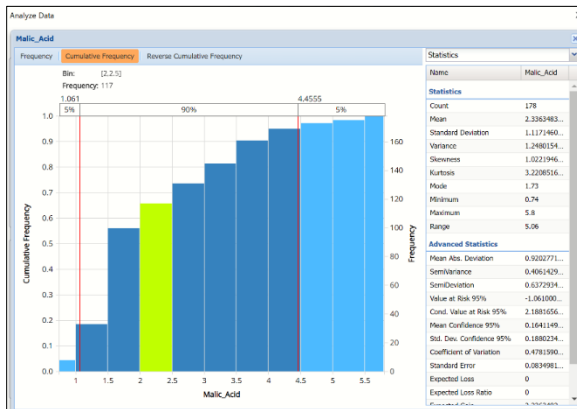 Analyze Data
Malic_Acid
Frequency Cumulative Frequency Reverse Cumulative Frequency
Bin: [2.2.5]
Frequency: 117
1.061 4.4555
5% 90% 5%
1.0
0.9
0.8
0.7
0.6
0.5
0.4
0.3
0.2
0.1
0.0
Cumulative Frequency
160
140
120
100
80
60
40
20
0
Frequency
1 1.5 2 2.5 3 3.5 4 4.5 5 5.5
Malic_Acid
Statistics
Name Malic_Acid
Statistics
Count 178
Mean 2.3363483...
Standard Deviation 1.1171460...
Variance 1.2480154...
Skewness 1.0221946...
Kurtosis 3.2208516...
Mode 1.73
Minimum 0.74
Maximum 5.8
Range 5.06
Advanced Statistics
Mean Abs. Deviation 0.9202771...
SemiVariance 0.4061429...
SemiDeviation 0.6372934...
Value at Risk 95% -1.061000...
Cond. Value at Risk 95% 2.1881656...
Mean Confidence 95% 0.1641149...
Std. Dev. Confidence 95% 0.1880234...
Coefficient of Variation 0.4781590...
Standard Error 0.0834981...
Expected Loss 0
Expected Loss Ratio 0